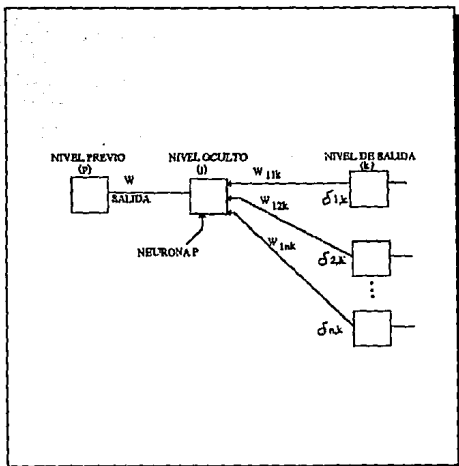 NIVEL PREVIO
(p)
NIVEL OCULTO
(j)
NIVEL DE SALIDA
(k)
W
SALIDA
W 11k
W 12k
W 1nk
δ1,k
δ2,k
δn,k
NEURONA P